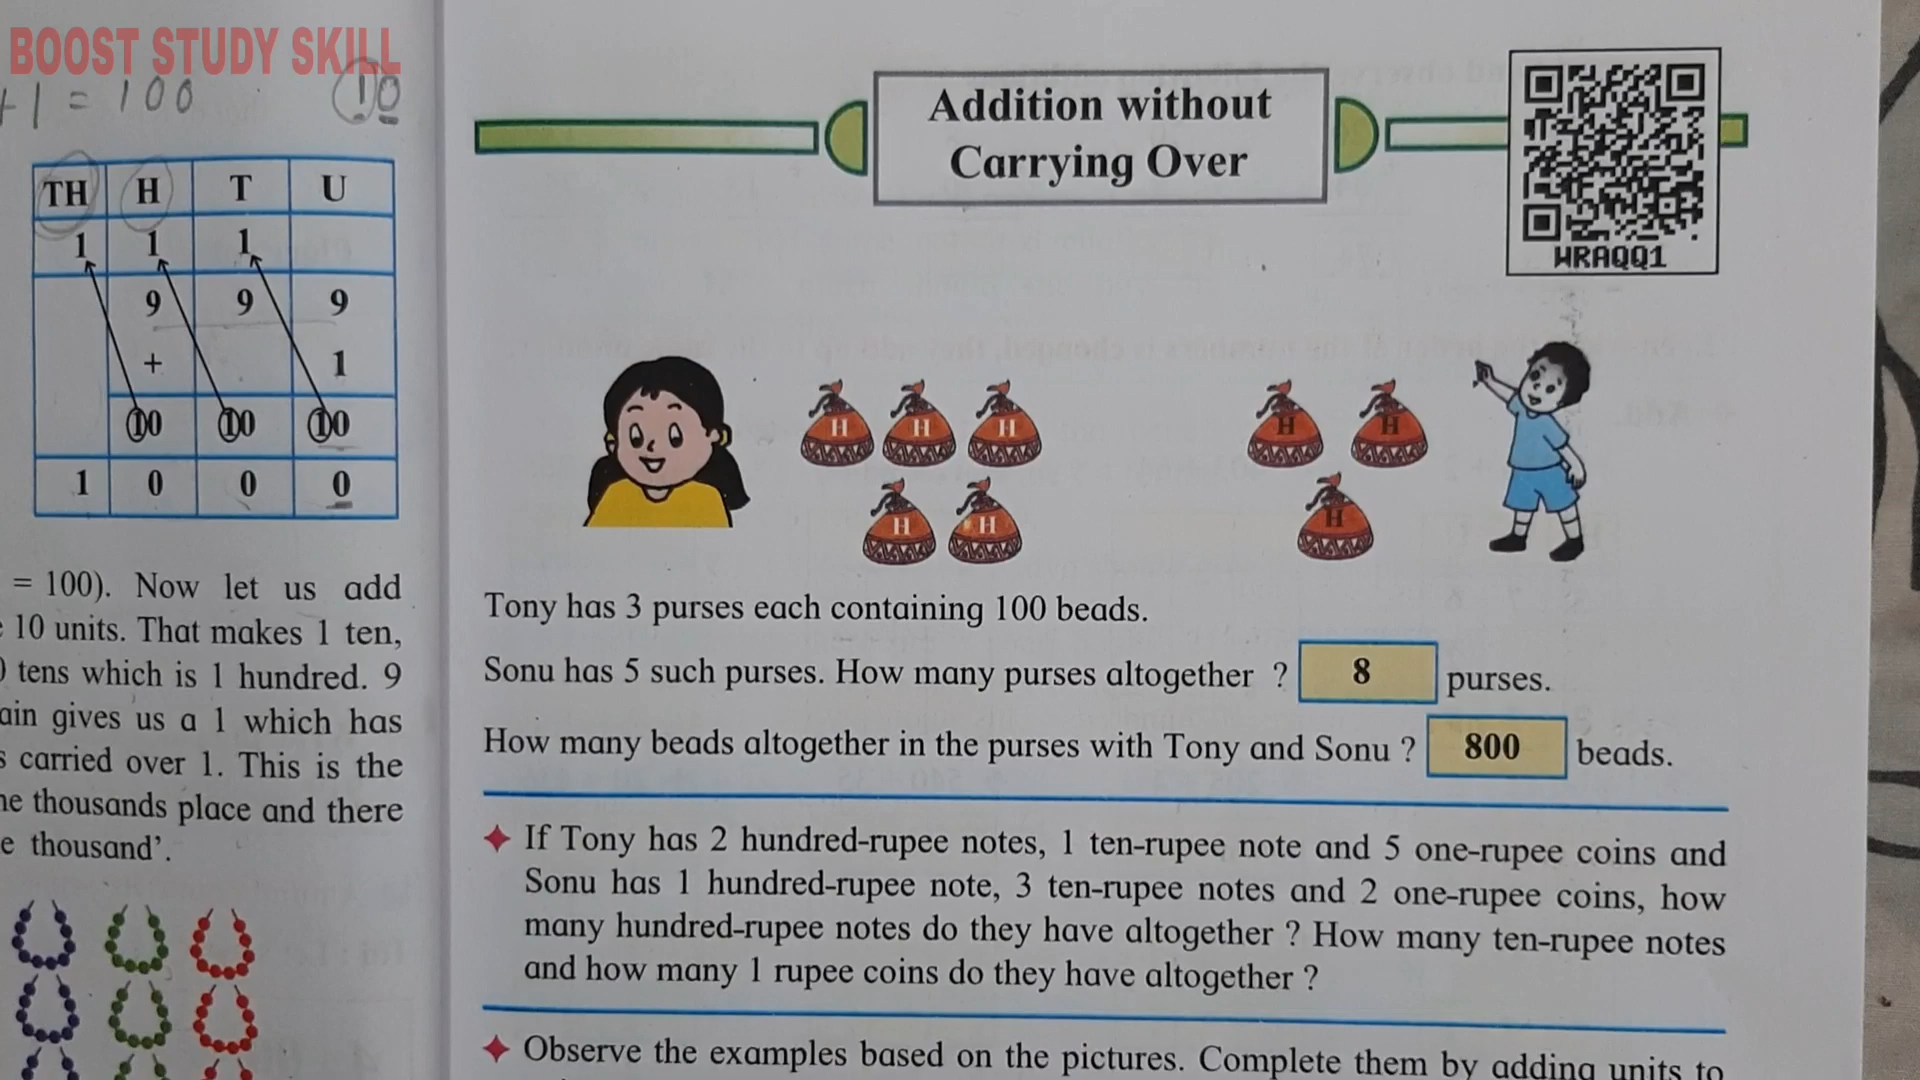 BOOST STUDY SKILL
+1 = 100 10
TH H T U
1 1 1
9 9 9
+ 1
10 10 10
1 0 0 0
= 100). Now let us add
10 units. That makes 1 ten,
tens which is 1 hundred. 9
gives us a 1 which has
carried over 1. This is the
thousands place and there
thousand’.
Addition without
Carrying Over
WRAQQ1
H H H H H
H H H
Tony has 3 purses each containing 100 beads.
Sonu has 5 such purses. How many purses altogether ? 8 purses.
How many beads altogether in the purses with Tony and Sonu ? 800 beads.
If Tony has 2 hundred-rupee notes, 1 ten-rupee note and 5 one-rupee coins and
Sonu has 1 hundred-rupee note, 3 ten-rupee notes and 2 one-rupee coins, how
many hundred-rupee notes do they have altogether ? How many ten-rupee notes
and how many 1 rupee coins do they have altogether ?
Observe the examples based on the pictures. Complete them by adding units to